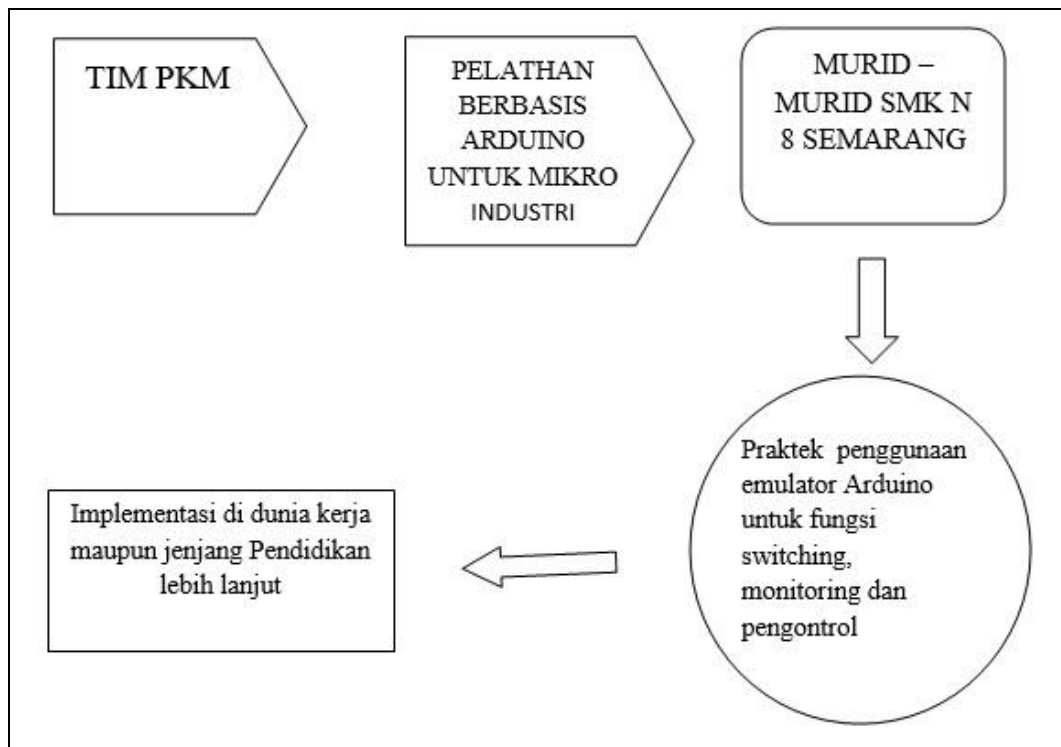 TIM PKM
PELATHAN
BERBASIS
ARDUINO
UNTUK MIKRO
INDUSTRI
MURID –
MURID SMK N
8 SEMARANG
Praktek penggunaan
emulator Arduino
untuk fungsi
switching,
monitoring dan
pengontrol
Implementasi di dunia kerja
maupun jenjang Pendidikan
lebih lanjut